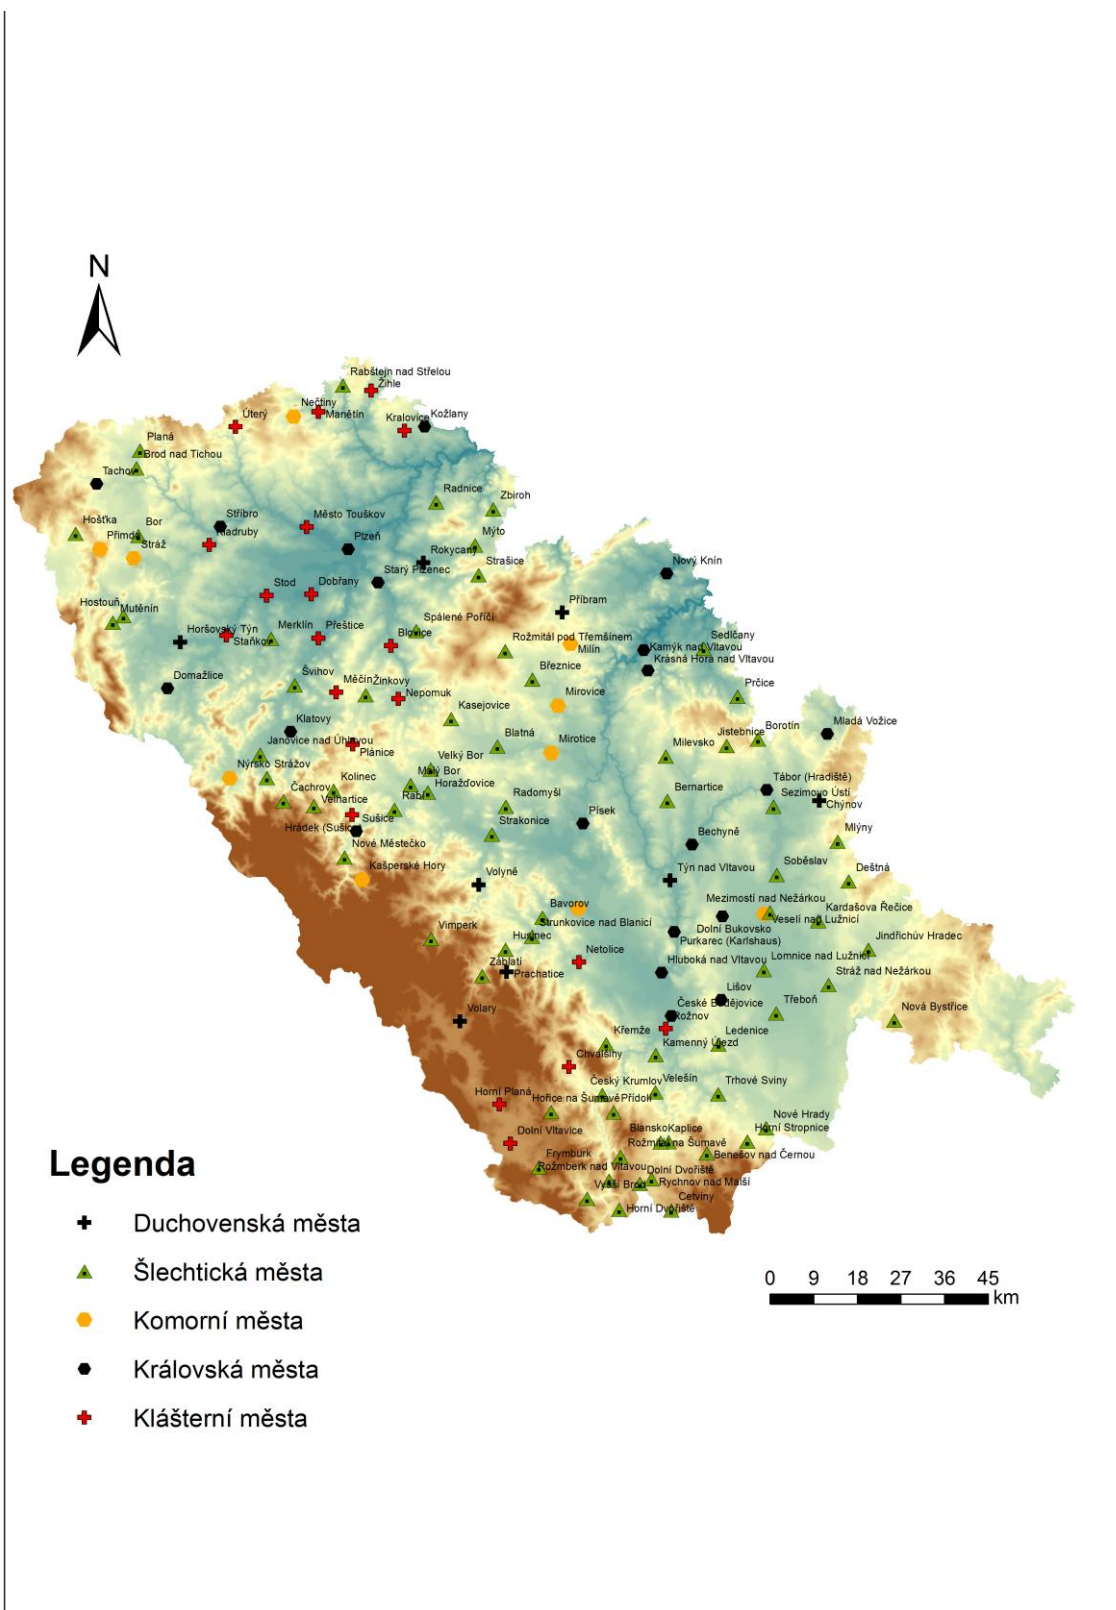 N
Rabštejn nad Střelou
Žihle
Nečtiny
Manětín
Úterý
Kralovice
Kožlany
Planá
Brod nad Tichou
Tachov
Radnice
Zbiroh
Hošťka
Bor
Stříbro
Město Touškov
Přimda
Stráž
Kladruby
Plzeň
Mýto
Rokycany
Strašice
Starý Plzenec
Nový Knín
Stod
Dobřany
Hostouň
Mutěnín
Příbram
Spálené Poříčí
Horšovský Týn
Staňkov
Merklín
Přeštice
Blovice
Rožmitál pod Třemšínem
Milín
Sedlčany
Kamýk nad Vltavou
Krásná Hora nad Vltavou
Březnice
Domažlice
Švihov
Měčín
Žinkovy
Nepomuk
Mirovice
Prčice
Kasejovice
Klatovy
Blatná
Jistebnice
Borotín
Mladá Vožice
Janovice nad Úhlavou
Plánice
Mirotice
Milevsko
Velký Bor
Nýrsko
Strážov
Kolinec
Malý Bor
Horažďovice
Tábor (Hradiště)
Čachrov
Velhartice
Rabí
Radomyšl
Bernartice
Sezimovo Ústí
Chýnov
Sušice
Hrádek (Sušice
Písek
Strakonice
Nové Městečko
Bechyně
Mlýny
Kašperské Hory
Volyně
Týn nad Vltavou
Soběslav
Deštná
Bavorov
Mezimostí nad Nežárkou
Strunkovice nad Blanicí
Dolní Bukovsko
Veselí nad Lužnicí
Kardašova Řečice
Vimperk
Husinec
Purkarec (Karlshaus)
Jindřichův Hradec
Netolice
Záblatí
Prachatice
Hluboká nad Vltavou
Lomnice nad Lužnicí
Stráž nad Nežárkou
Lišov
Volary
České Budějovice
Rožnov
Třeboň
Nová Bystřice
Křemže
Kamenný Újezd
Ledenice
Chvalšiny
Český Krumlov
Velešín
Trhové Sviny
Horní Planá
Hořice na Šumavě
Přídolí
Nové Hrady
Dolní Vltavice
Blansko
Kaplice
Horní Stropnice
Rožmitál na Šumavě
Benešov nad Černou
Frymburk
Rožmberk nad Vltavou
Dolní Dvořiště
Vyšší Brod
Rychnov nad Malší
Cetviny
Horní Dvořiště
Legenda
Duchovenská města
Šlechtická města
Komorní města
Královská města
Klášterní města
0 9 18 27 36 45
km